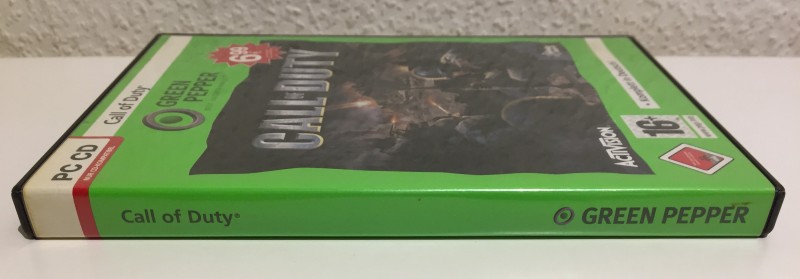 PC CD
Call of Duty
GREEN
PEPPER
6.99
CALL OF DUTY
ACTIVISION
16+
Call of Duty
GREEN PEPPER